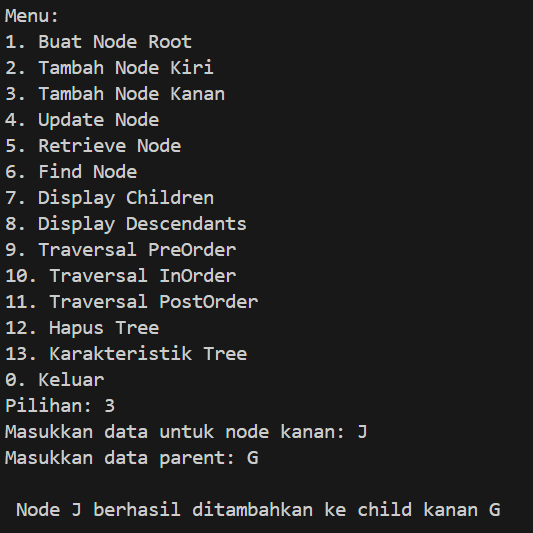 Menu:
1. Buat Node Root
2. Tambah Node Kiri
3. Tambah Node Kanan
4. Update Node
5. Retrieve Node
6. Find Node
7. Display Children
8. Display Descendants
9. Traversal PreOrder
10. Traversal InOrder
11. Traversal PostOrder
12. Hapus Tree
13. Karakteristik Tree
0. Keluar
Pilihan: 3
Masukkan data untuk node kanan: J
Masukkan data parent: G
Node J berhasil ditambahkan ke child kanan G